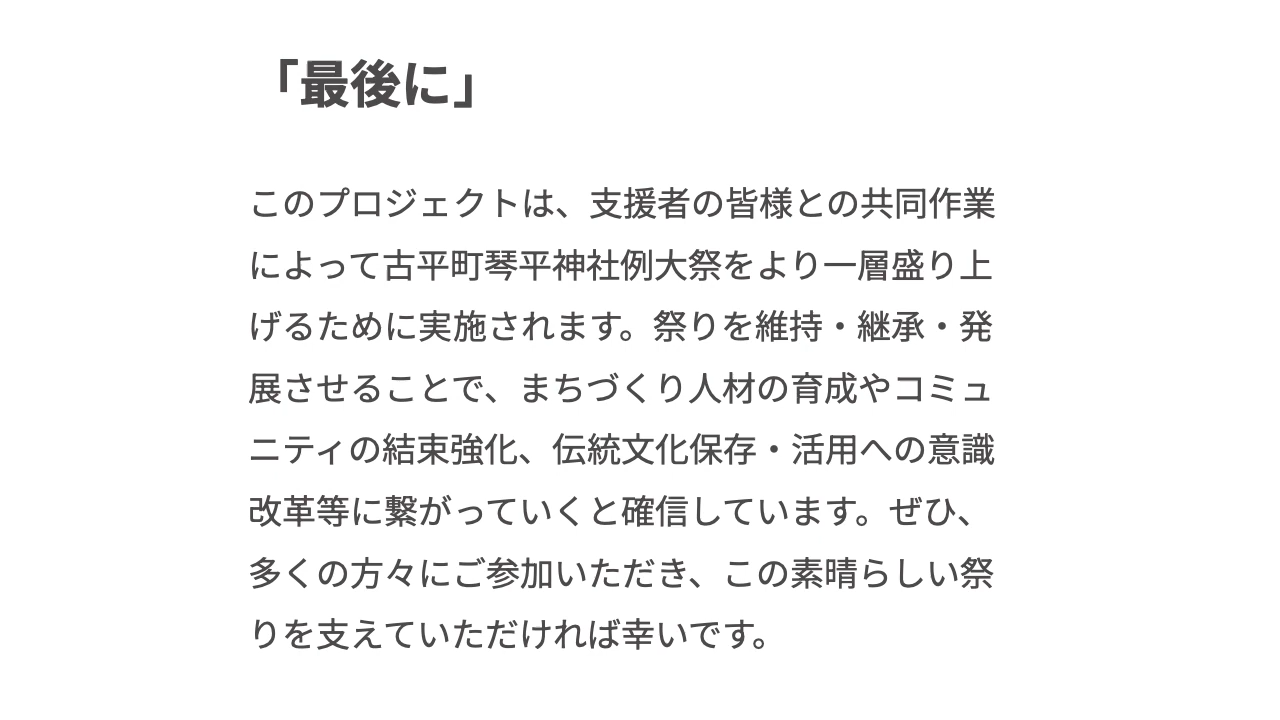 「最後に」
このプロジェクトは、支援者の皆様との共同作業
によって古平町琴平神社例大祭をより一層盛り上
げるために実施されます。祭りを維持・継承・発
展させることで、まちづくり人材の育成やコミュ
ニティの結束強化、伝統文化保存・活用への意識
改革等に繋がっていくと確信しています。ぜひ、
多くの方々にご参加いただき、この素晴らしい祭
りを支えていただければ幸いです。